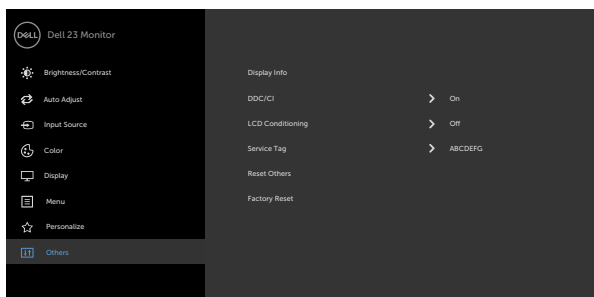 DELL Dell 23 Monitor
Brightness/Contrast
Auto Adjust
Input Source
Color
Display
Menu
Personalize
Others
Display Info
DDC/CI On
LCD Conditioning Off
Service Tag ABCDEFG
Reset Others
Factory Reset